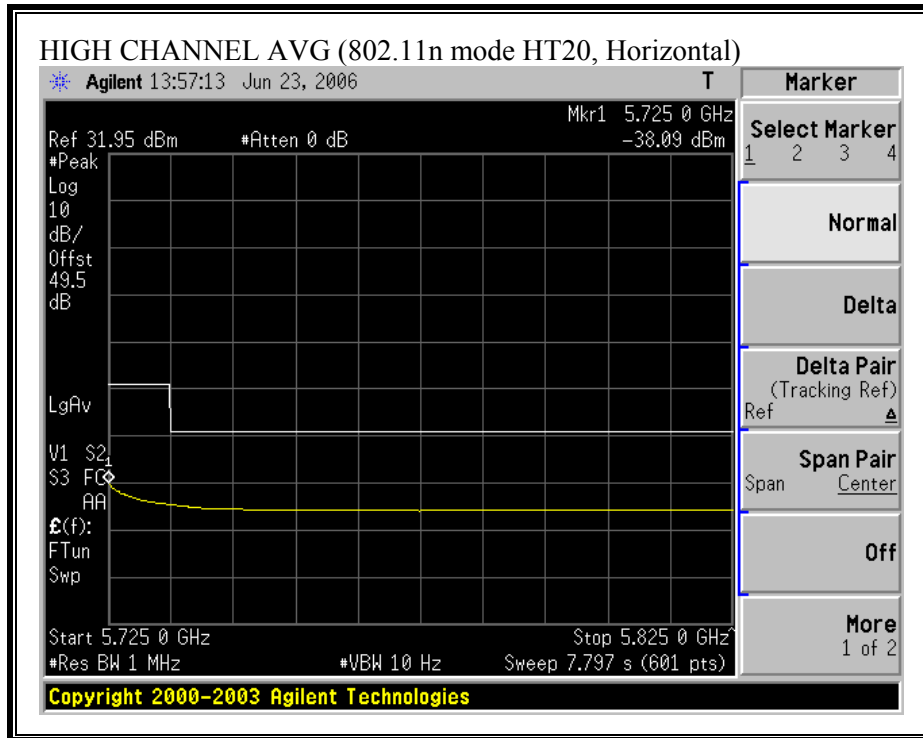 HIGH CHANNEL AVG (802.11n mode HT20, Horizontal)
Agilent 13:57:13 Jun 23, 2006 T
Mkr1 5.725 0 GHz
Ref 31.95 dBm #Atten 0 dB -38.09 dBm
#Peak
Log
10
dB/
Offst
49.5
dB
LgAv
V1 S2
1
S3 FC
AA
£(f):
FTun
Swp
Start 5.725 0 GHz Stop 5.825 0 GHz^
#Res BW 1 MHz #VBW 10 Hz Sweep 7.797 s (601 pts)
Marker
Select Marker
1 2 3 4
Normal
Delta
Delta Pair
(Tracking Ref)
Ref Δ
Span Pair
Span Center
Off
More
1 of 2
Copyright 2000-2003 Agilent Technologies